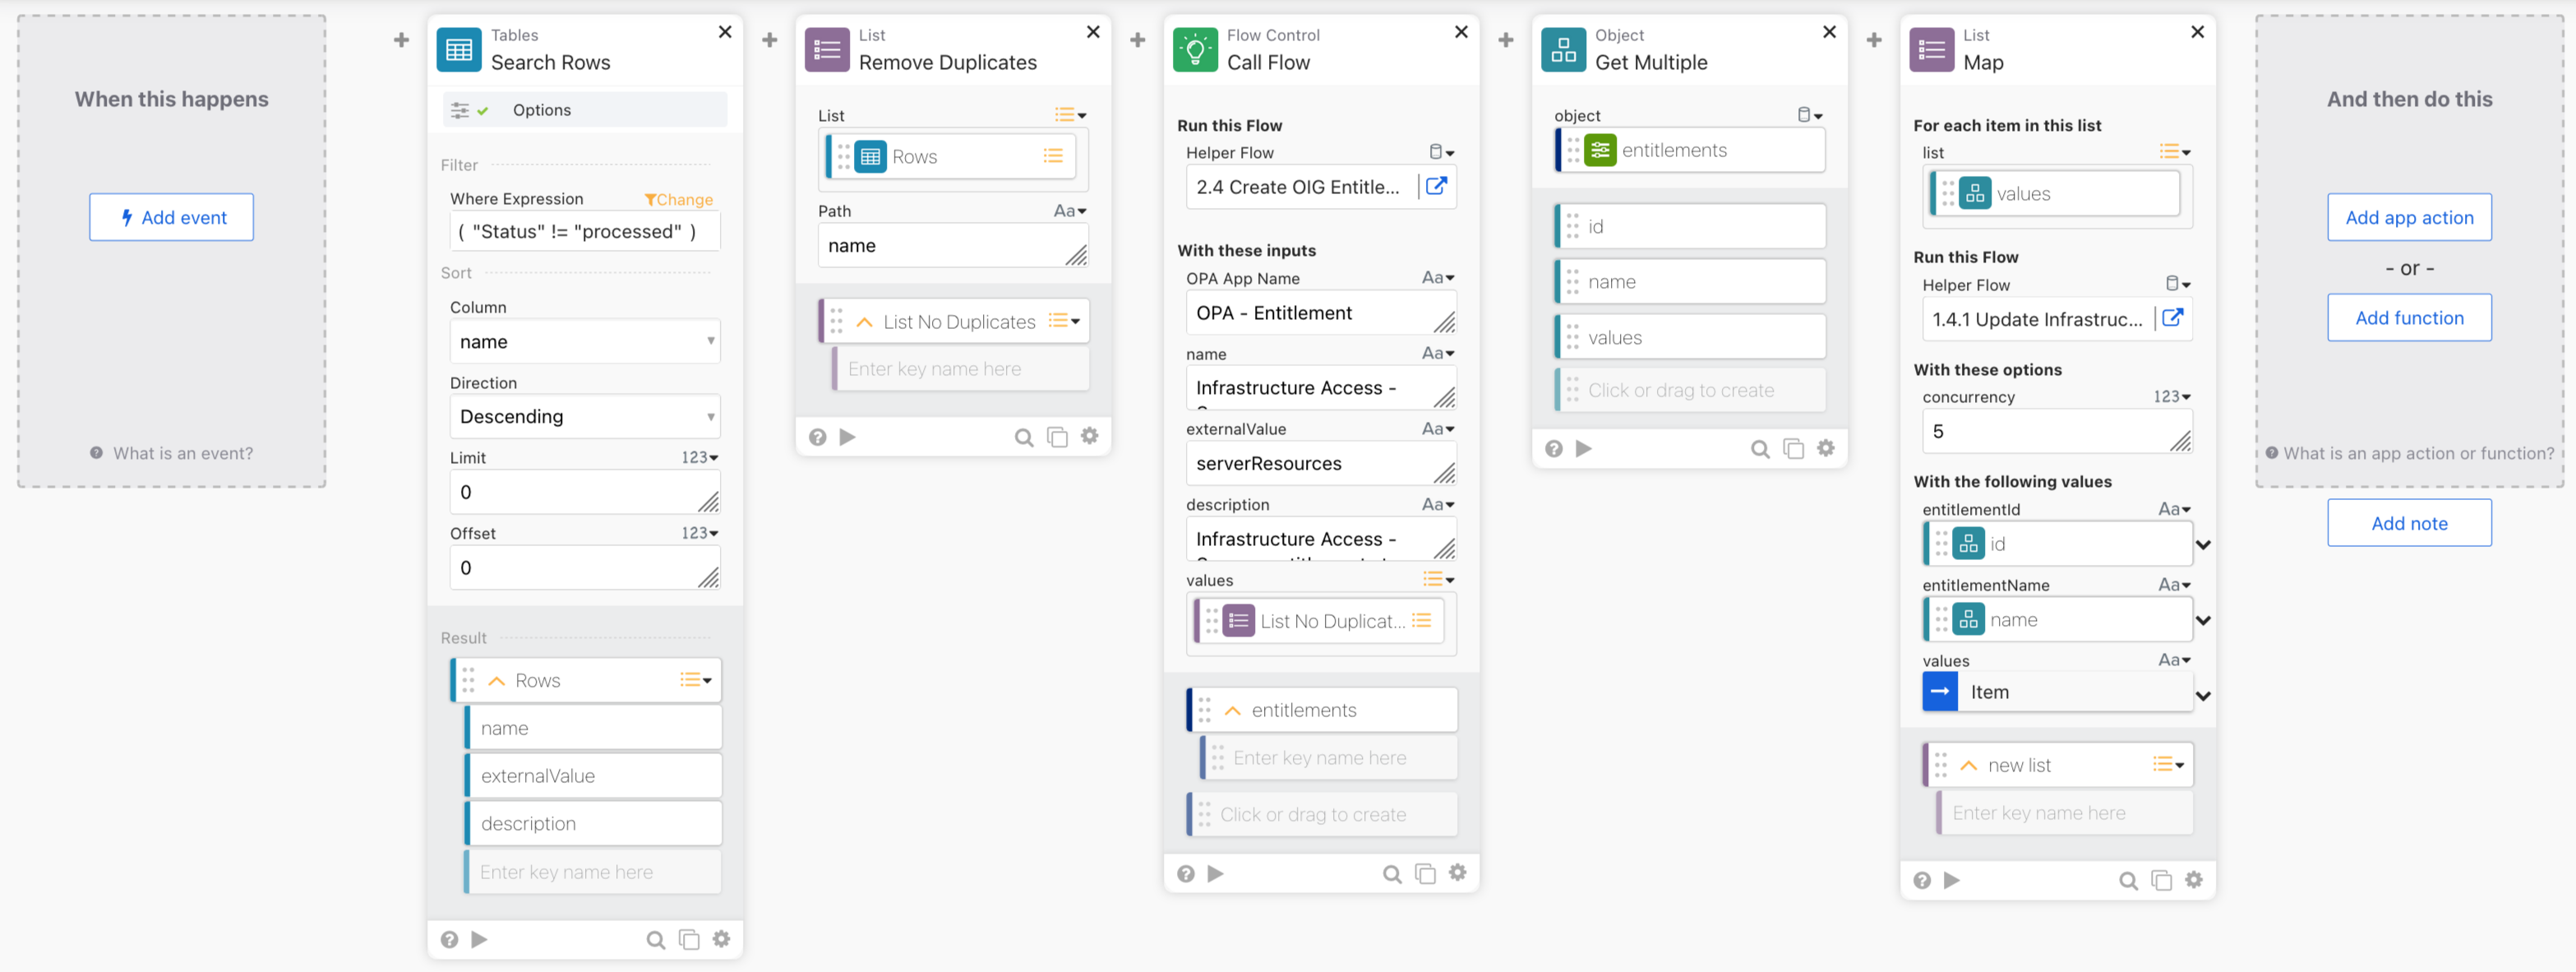 When this happens
Add event
What is an event?
Tables
Search Rows
Options
Filter
Where Expression
Change
( "Status" != "processed" )
Sort
Column
name
Direction
Descending
Limit
123
0
Offset
123
0
Result
Rows
name
externalValue
description
Enter key name here
List
Remove Duplicates
List
Rows
Path
Aa
name
List No Duplicates
Enter key name here
Flow Control
Call Flow
Run this Flow
Helper Flow
2.4 Create OIG Entitle...
With these inputs
OPA App Name
Aa
OPA - Entitlement
name
Aa
Infrastructure Access -
externalValue
Aa
serverResources
description
Aa
Infrastructure Access -
values
List No Duplicat...
entitlements
Enter key name here
Click or drag to create
Object
Get Multiple
object
entitlements
id
name
values
Click or drag to create
List
Map
For each item in this list
list
values
Run this Flow
Helper Flow
1.4.1 Update Infrastruc...
With these options
concurrency
123
5
With the following values
entitlementId
Aa
id
entitlementName
Aa
name
values
Aa
Item
new list
Enter key name here
And then do this
Add app action
- or -
Add function
What is an app action or function?
Add note